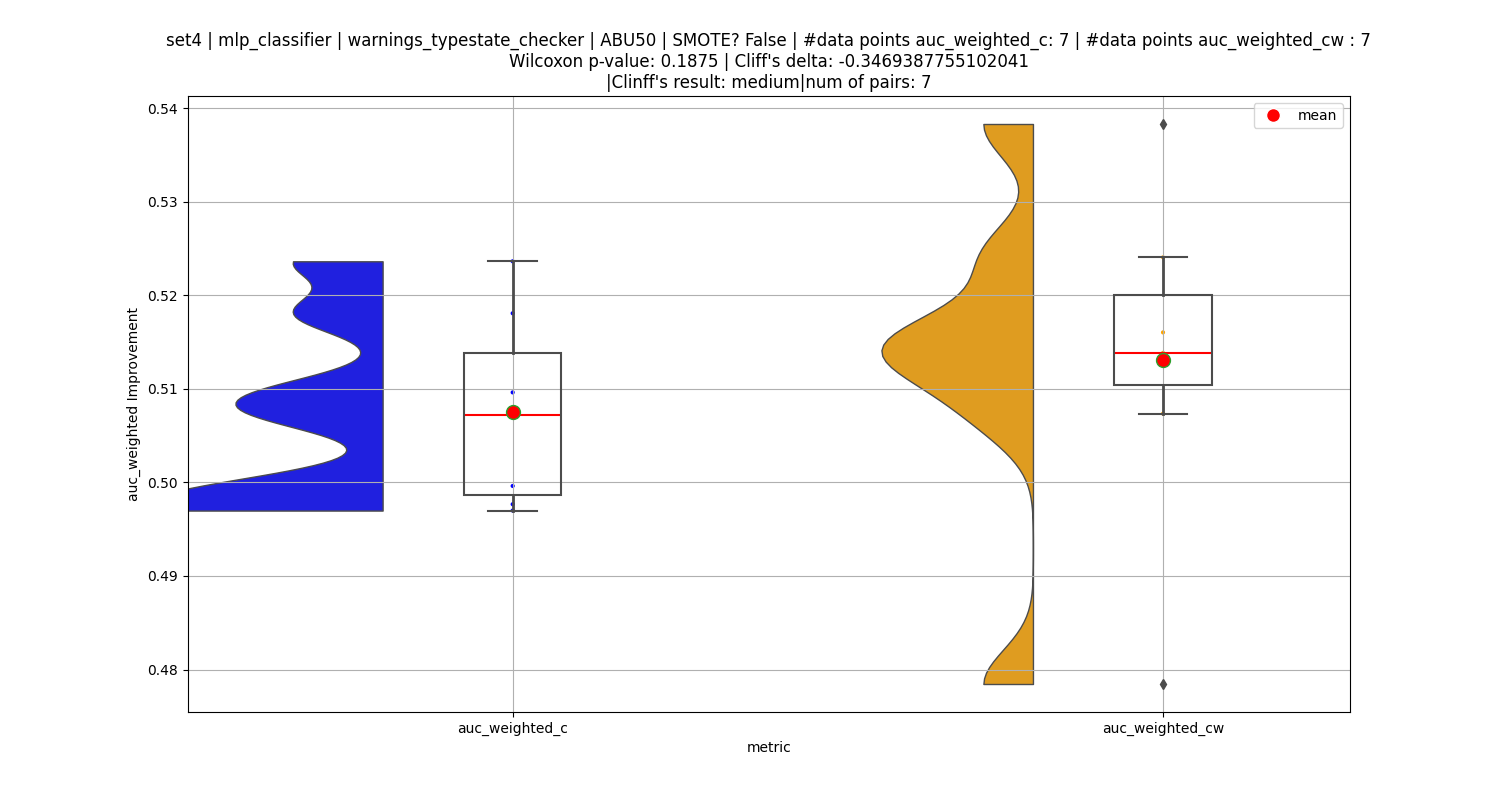 set4 | mlp_classifier | warnings_typestate_checker | ABU50 | SMOTE? False | #data points auc_weighted_c: 7 | #data points auc_weighted_cw : 7
Wilcoxon p-value: 0.1875 | Cliff's delta: -0.3469387755102041
|Clinff's result: medium|num of pairs: 7
mean
0.54
0.53
0.52
0.51
0.50
0.49
0.48
auc_weighted Improvement
auc_weighted_c
auc_weighted_cw
metric